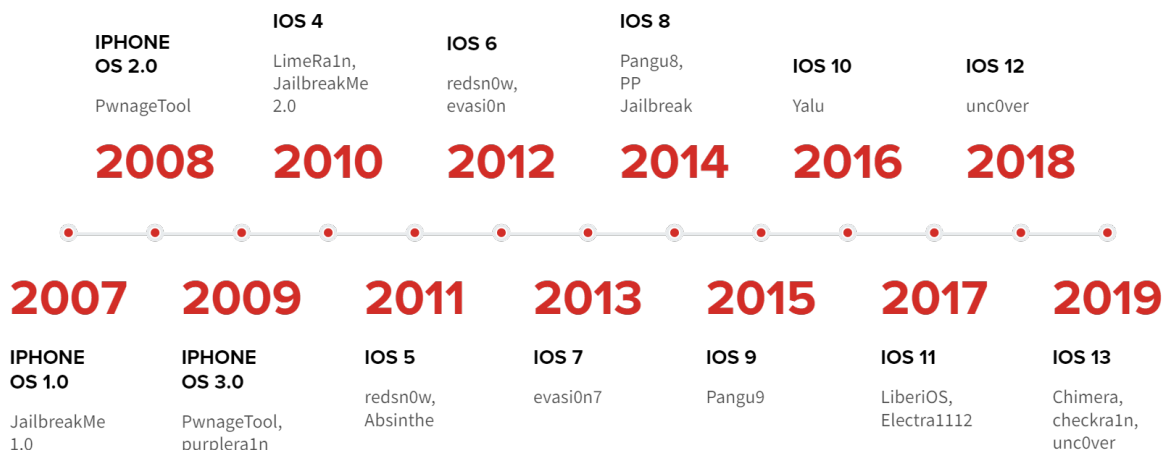 IPHONE
OS 2.0
PwnageTool
2008
IOS 4
LimeRa1n,
JailbreakMe
2.0
2010
IOS 6
redsn0w,
evasi0n
2012
IOS 8
Pangu8,
PP
Jailbreak
2014
IOS 10
Yalu
2016
IOS 12
unc0ver
2018
2007
IPHONE
OS 1.0
JailbreakMe
1.0
2009
IPHONE
OS 3.0
PwnageTool,
purplera1n
2011
IOS 5
redsn0w,
Absinthe
2013
IOS 7
evasi0n7
2015
IOS 9
Pangu9
2017
IOS 11
LiberiOS,
Electra1112
2019
IOS 13
Chimera,
checkra1n,
unc0ver